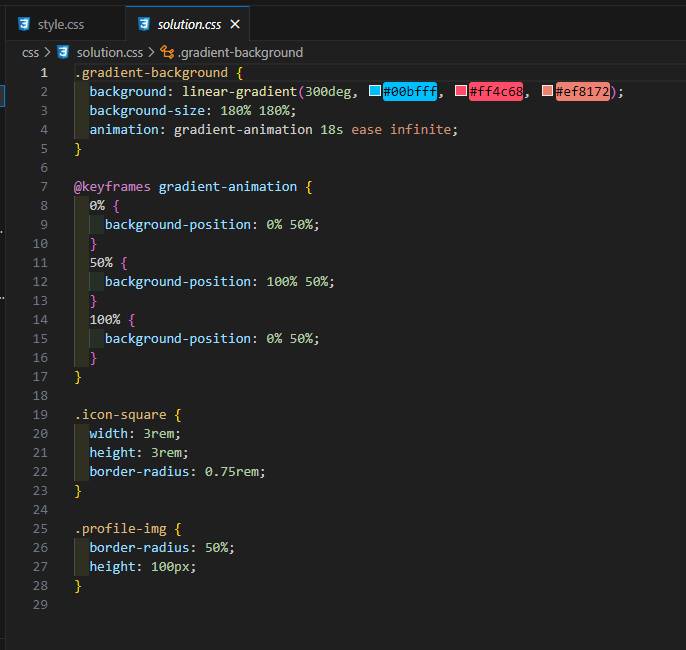 style.css solution.css
css > solution.css > .gradient-background
1 .gradient-background {
2 background: linear-gradient(300deg, #00bfff, #ff4c68, #ef8172);
3 background-size: 180% 180%;
4 animation: gradient-animation 18s ease infinite;
5 }
6
7 @keyframes gradient-animation {
8 0% {
9 background-position: 0% 50%;
10 }
11 50% {
12 background-position: 100% 50%;
13 }
14 100% {
15 background-position: 0% 50%;
16 }
17 }
18
19 .icon-square {
20 width: 3rem;
21 height: 3rem;
22 border-radius: 0.75rem;
23 }
24
25 .profile-img {
26 border-radius: 50%;
27 height: 100px;
28 }
29